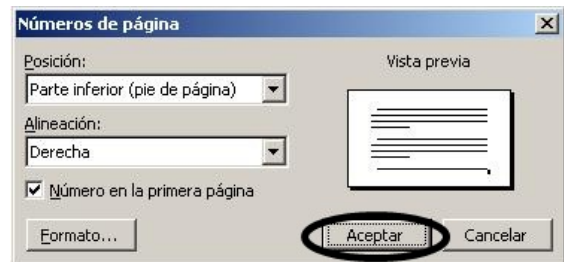 Números de página
Posición:
Vista previa
Parte inferior (pie de página)
Alineación:
Derecha
Número en la primera página
Formato...
Aceptar
Cancelar